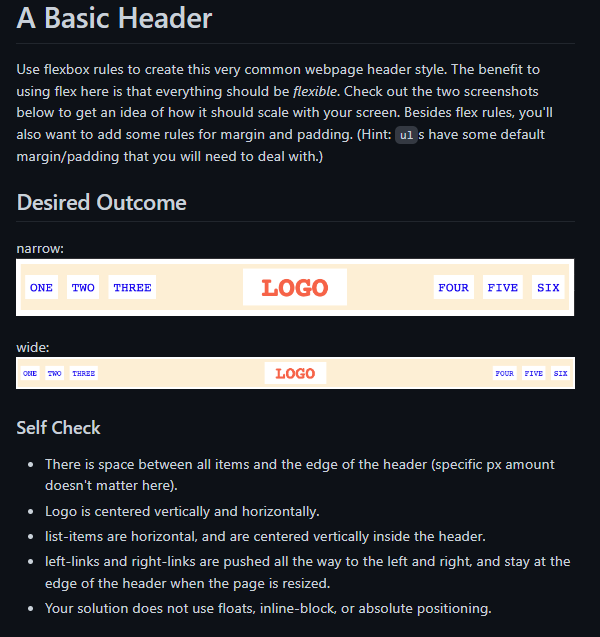 A Basic Header
Use flexbox rules to create this very common webpage header style. The benefit to
using flex here is that everything should be flexible. Check out the two screenshots
below to get an idea of how it should scale with your screen. Besides flex rules, you'll
also want to add some rules for margin and padding. (Hint: uls have some default
margin/padding that you will need to deal with.)
Desired Outcome
narrow:
ONE TWO THREE LOGO FOUR FIVE SIX
wide:
ONE TWO THREE LOGO FOUR FIVE SIX
Self Check
• There is space between all items and the edge of the header (specific px amount
doesn't matter here).
• Logo is centered vertically and horizontally.
• list-items are horizontal, and are centered vertically inside the header.
• left-links and right-links are pushed all the way to the left and right, and stay at the
edge of the header when the page is resized.
• Your solution does not use floats, inline-block, or absolute positioning.